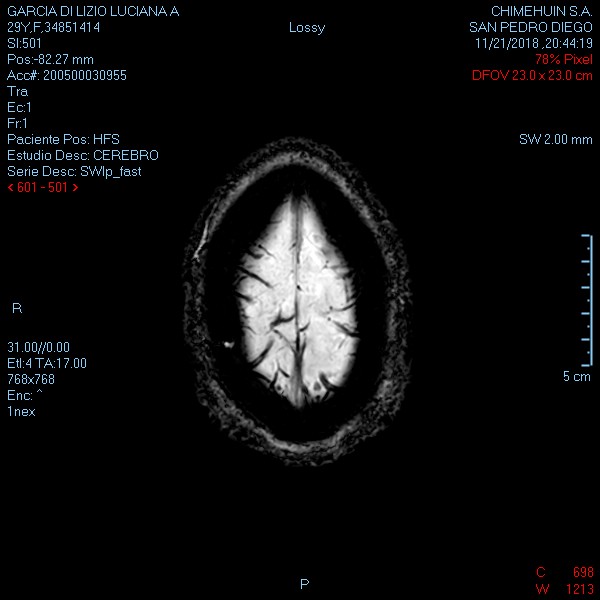 GARCIA DI LIZIO LUCIANA A
29Y,F,34851414
Sl:501
Pos:-82.27 mm
Acc#: 200500030955
Tra
Ec:1
Fr:1
Paciente Pos: HFS
Estudio Desc: CEREBRO
Serie Desc: SWIp_fast
< 601 - 501 >
Lossy
CHIMEHUIN S.A.
SAN PEDRO DIEGO
11/21/2018 ,20:44:19
78% Pixel
DFOV 23.0 x 23.0 cm
SW 2.00 mm
R
5 cm
31.00//0.00
Etl:4 TA:17.00
768x768
Enc: ^
1nex
P
C 698
W 1213